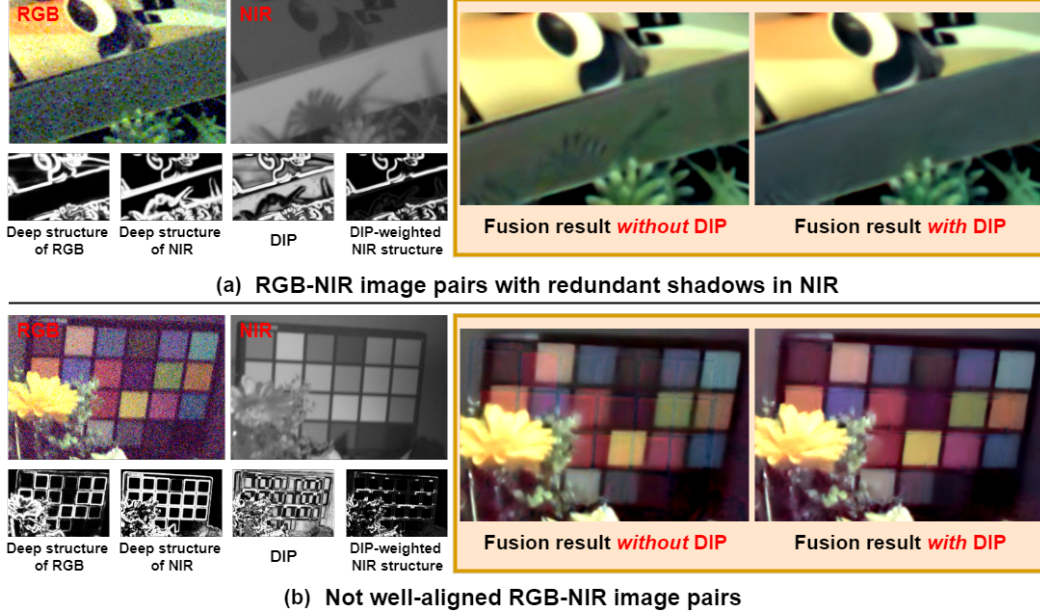 RGB
NIR
Deep structure
of RGB
Deep structure
of NIR
DIP
DIP-weighted
NIR structure
Fusion result without DIP
Fusion result with DIP
(a) RGB-NIR image pairs with redundant shadows in NIR
RGB
NIR
Deep structure
of RGB
Deep structure
of NIR
DIP
DIP-weighted
NIR structure
Fusion result without DIP
Fusion result with DIP
(b) Not well-aligned RGB-NIR image pairs